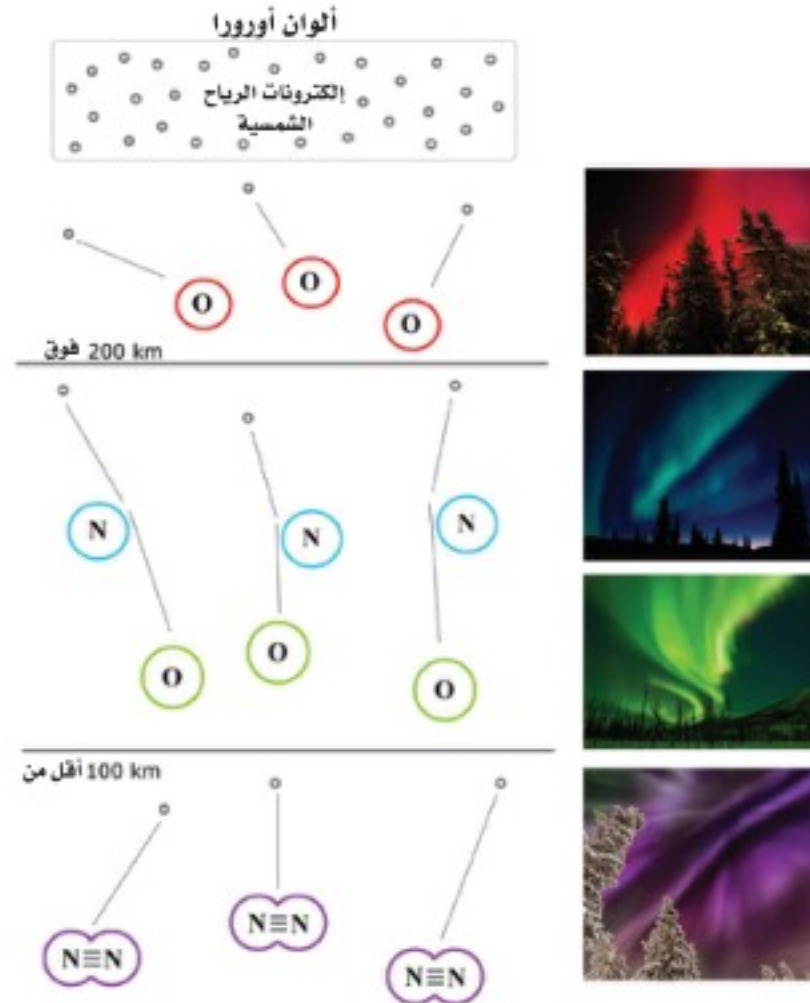 ألوان أورورا
إلكترونات الرياح
الشمسية
O
O
O
فوق 200 km
N
N
N
O
O
O
أقل من 100 km
N≡N
N≡N
N≡N